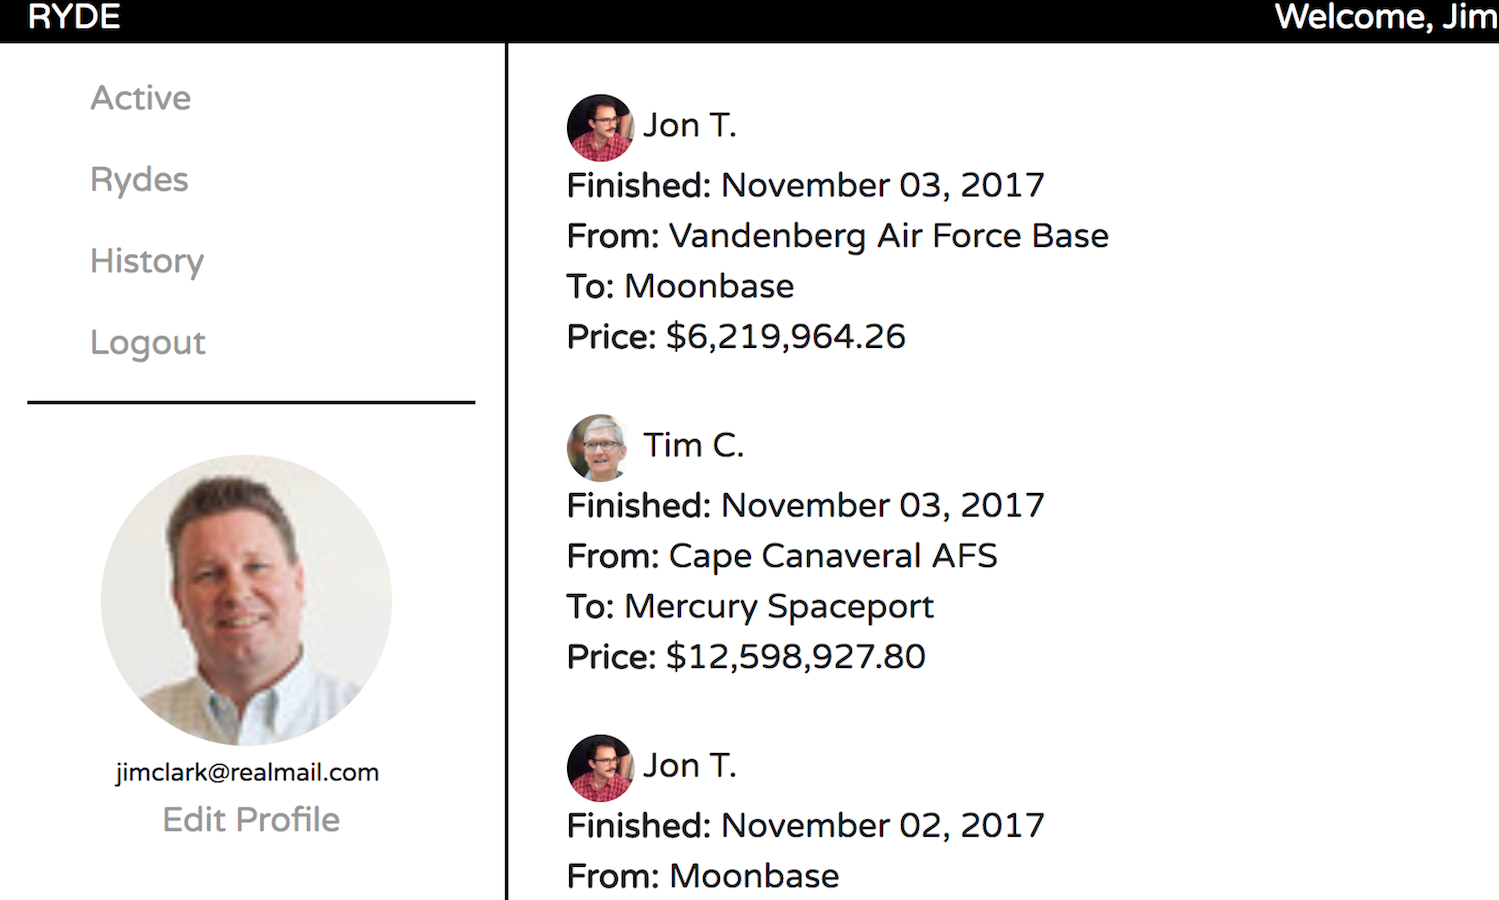 RYDE
Welcome, Jim
Active
Rydes
History
Logout
jimclark@realmail.com
Edit Profile
Jon T.
Finished: November 03, 2017
From: Vandenberg Air Force Base
To: Moonbase
Price: $6,219,964.26
Tim C.
Finished: November 03, 2017
From: Cape Canaveral AFS
To: Mercury Spaceport
Price: $12,598,927.80
Jon T.
Finished: November 02, 2017
From: Moonbase